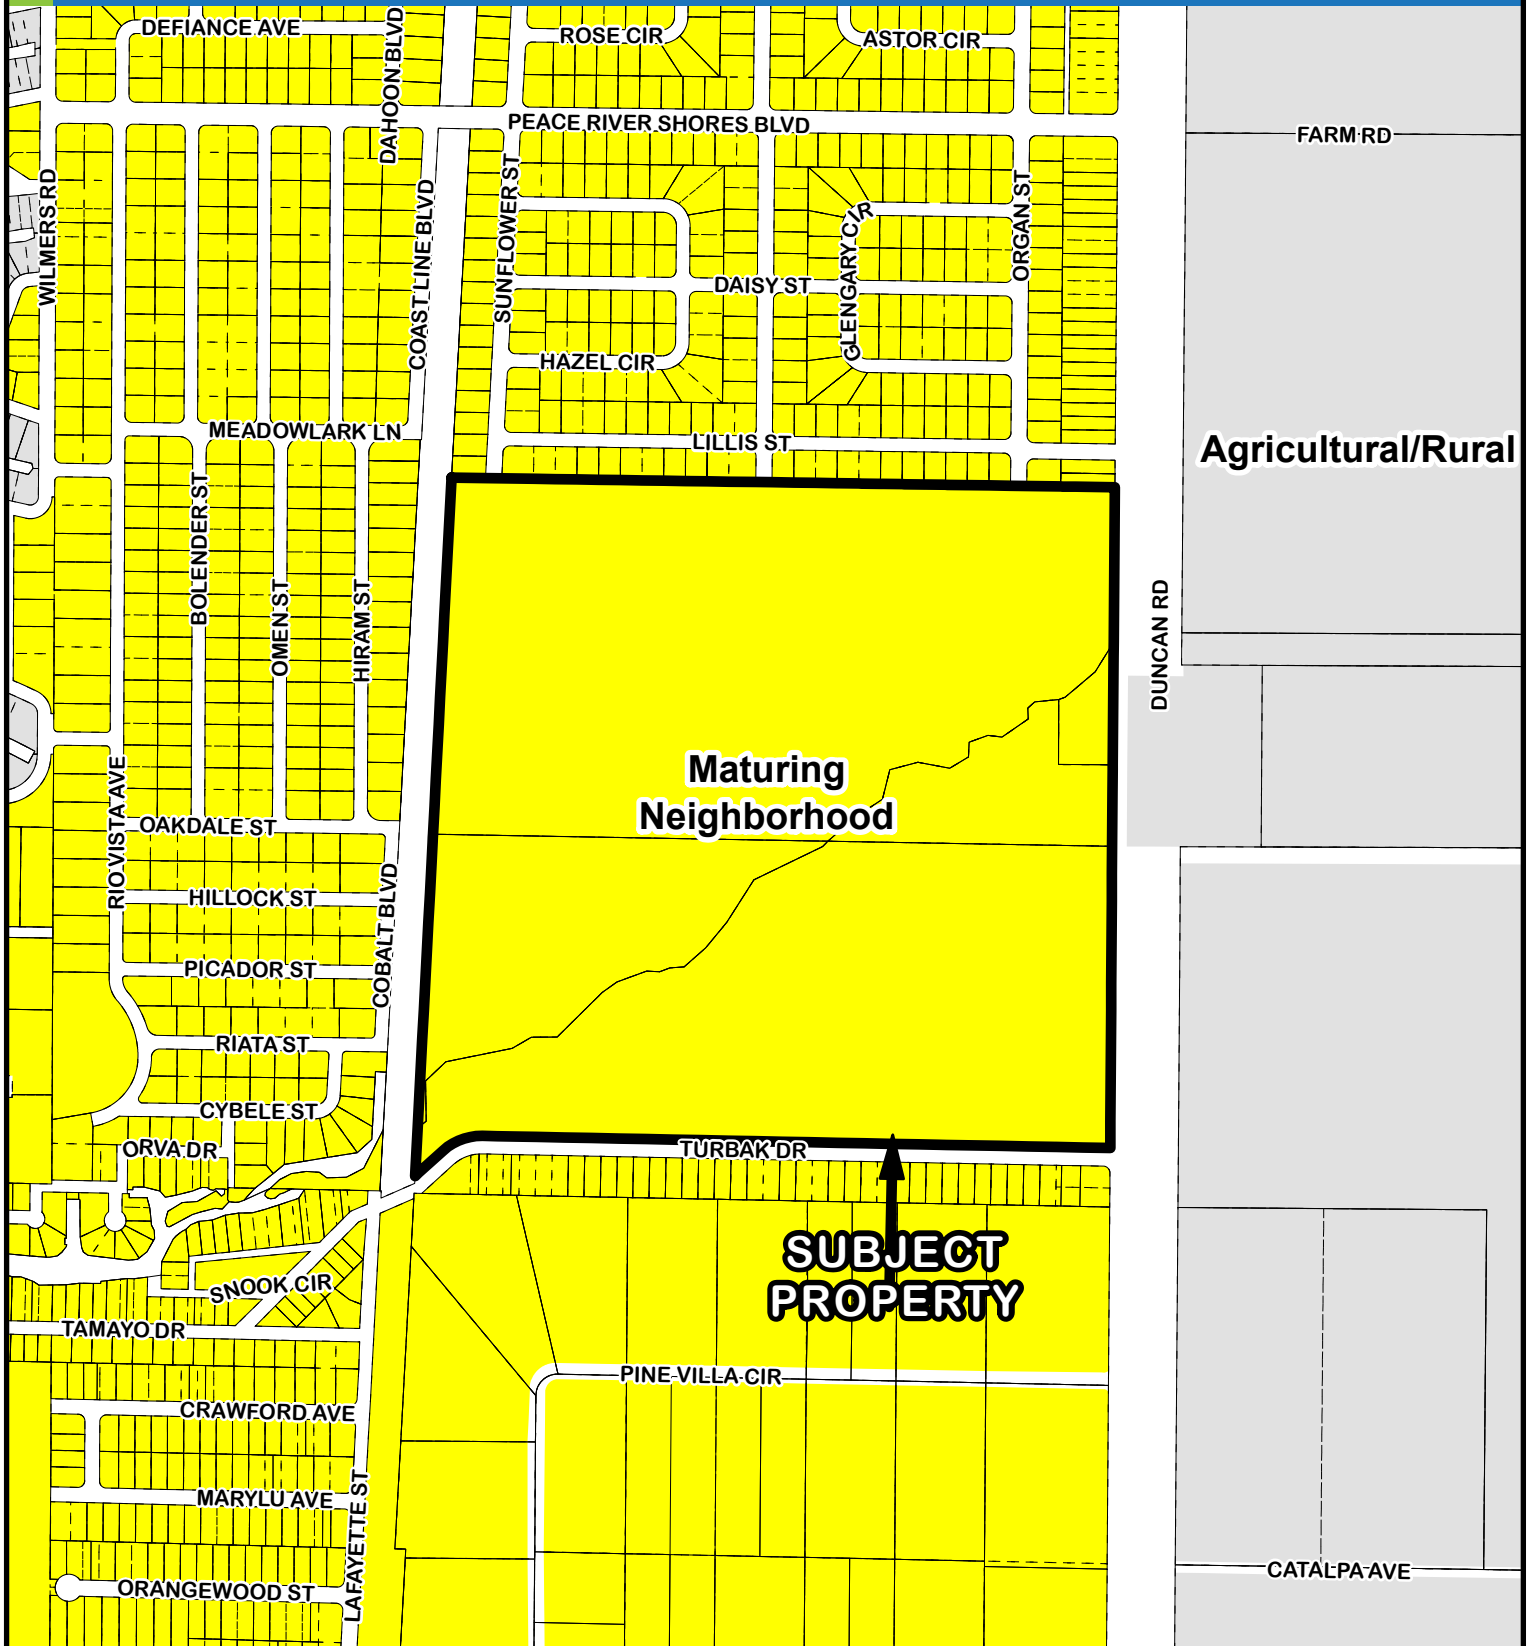 DEFIANCE AVE
DAHOON BLVD
ROSE CIR
ASTOR CIR
PEACE RIVER SHORES BLVD
FARM RD
WILMERS RD
COAST LINE BLVD
SUNFLOWER ST
GLENGARY CIR
ORGAN ST
DAISY ST
HAZEL CIR
MEADOWLARK LN
LILLIS ST
Agricultural/Rural
BOLENDER ST
OMEN ST
HIRAM ST
DUNCAN RD
Maturing
Neighborhood
RIO VISTA AVE
OAKDALE ST
HILLOCK ST
COBALT BLVD
PICADOR ST
RIATA ST
CYBELE ST
ORVA DR
TURBAK DR
SUBJECT
PROPERTY
SNOOK CIR
TAMAYO DR
PINE VILLA CIR
CRAWFORD AVE
MARYLU AVE
LAFAYETTE ST
CATALPA AVE
ORANGEWOOD ST